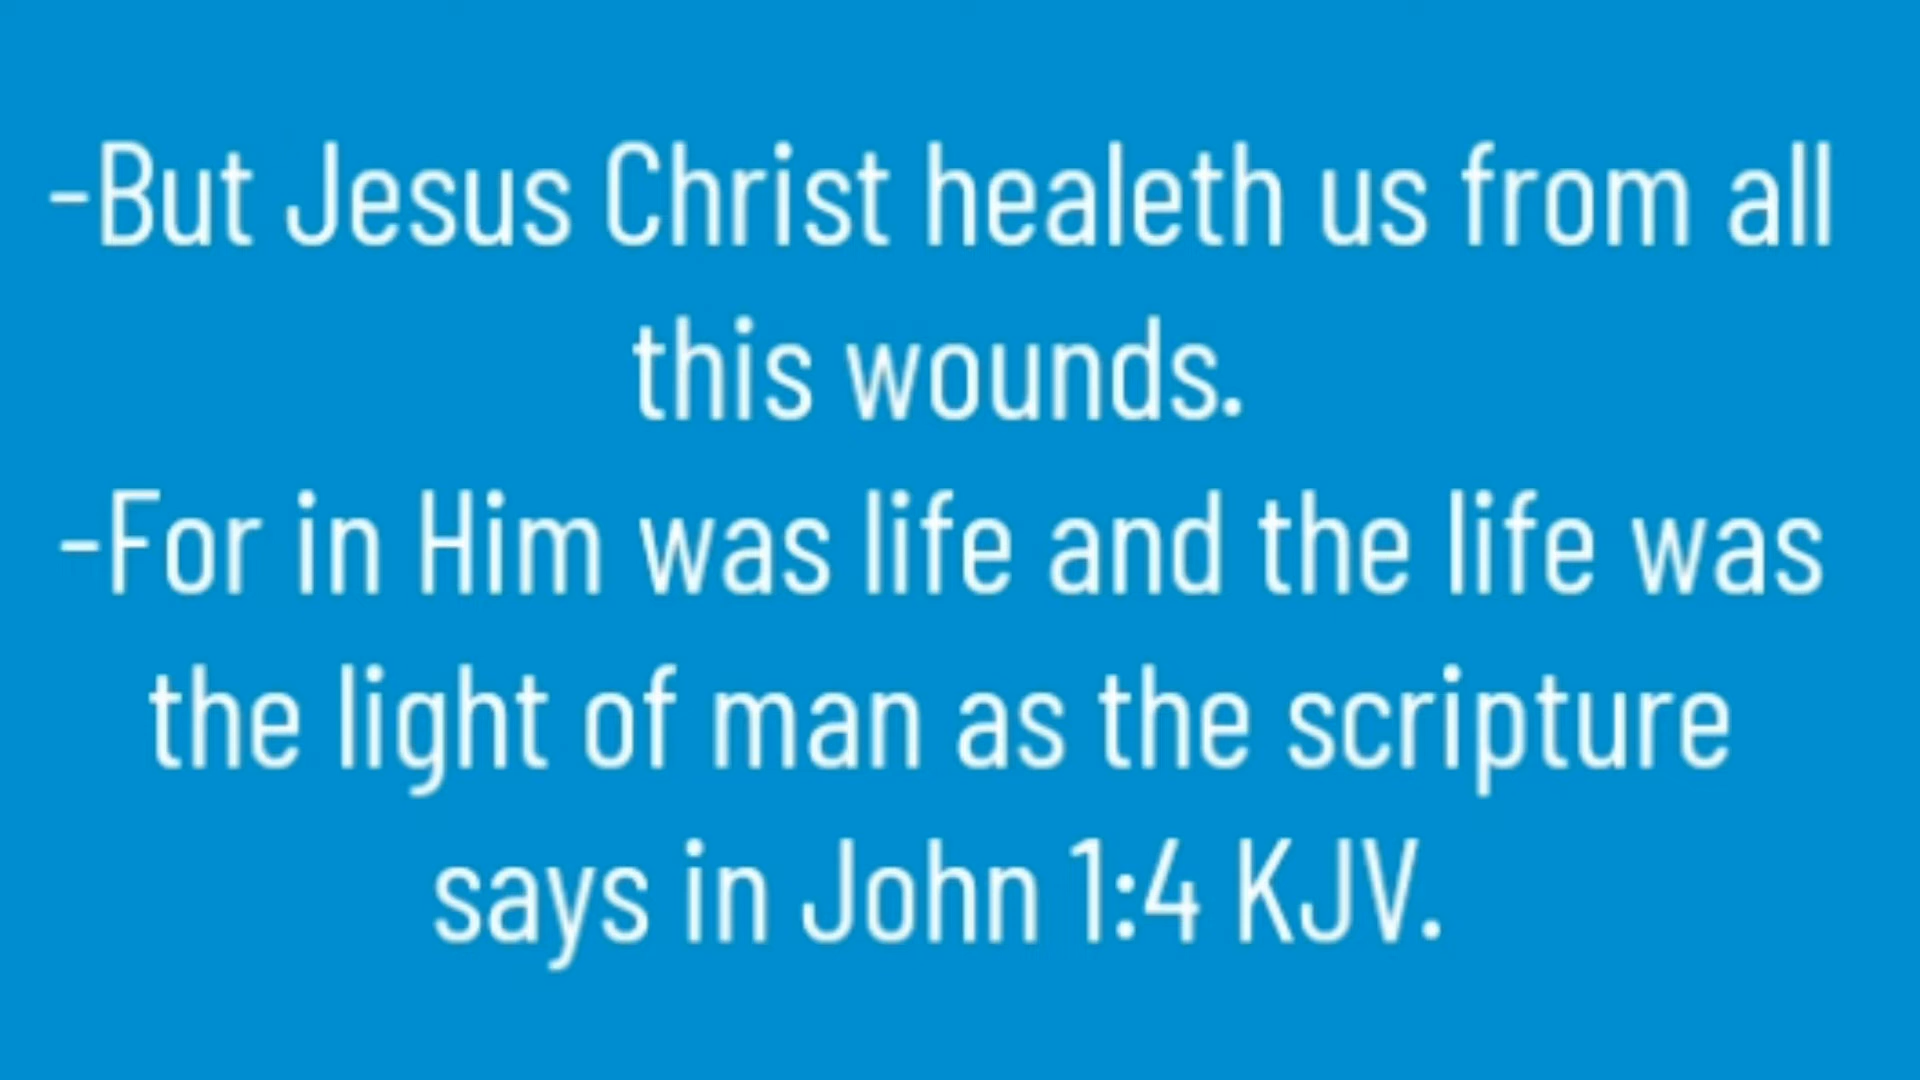 -But Jesus Christ healeth us from all
this wounds.
-For in Him was life and the life was
the light of man as the scripture
says in John 1:4 KJV.